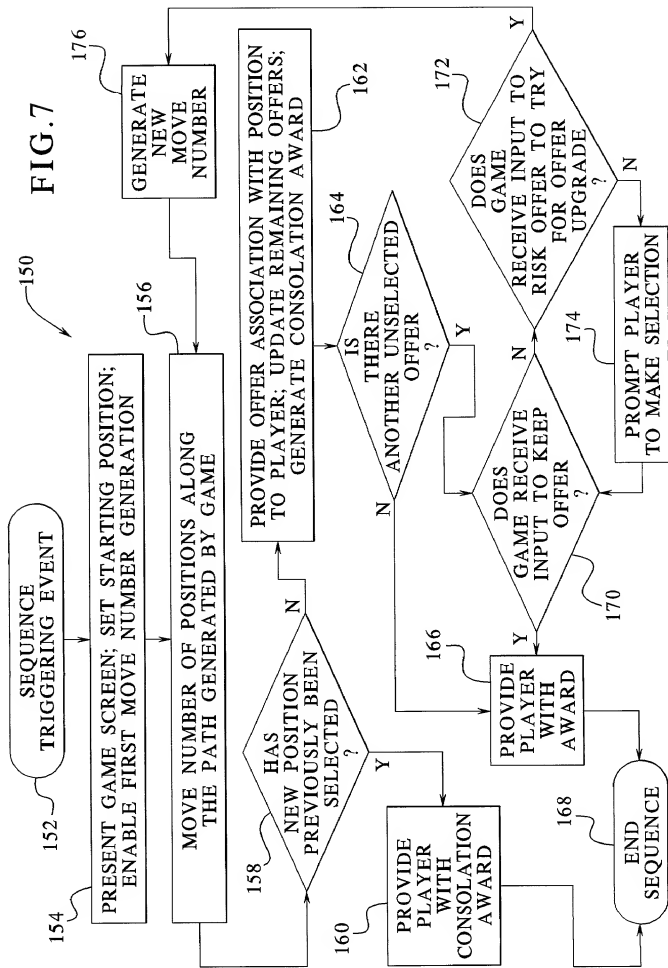 FIG.7
150
SEQUENCE
TRIGGERING EVENT
152
PRESENT GAME SCREEN; SET STARTING POSITION;
ENABLE FIRST MOVE NUMBER GENERATION
154
MOVE NUMBER OF POSITIONS ALONG
THE PATH GENERATED BY GAME
156
GENERATE
NEW
MOVE
NUMBER
176
HAS
NEW POSITION
PREVIOUSLY BEEN
SELECTED
?
158
N
Y
PROVIDE
PLAYER
WITH
CONSOLATION
AWARD
160
PROVIDE OFFER ASSOCIATION WITH POSITION
TO PLAYER; UPDATE REMAINING OFFERS;
GENERATE CONSOLATION AWARD
162
IS
THERE
ANOTHER UNSELECTED
OFFER
?
164
N
Y
PROVIDE
PLAYER
WITH
AWARD
166
Y
DOES
GAME RECEIVE
INPUT TO KEEP
OFFER
?
170
N
DOES
GAME
RECEIVE INPUT TO
RISK OFFER TO TRY
FOR OFFER
UPGRADE
?
172
Y
N
PROMPT PLAYER
TO MAKE SELECTION
174
END
SEQUENCE
168